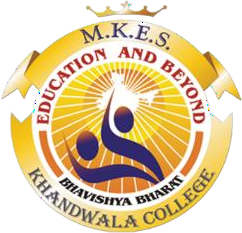 M.K.E.S.
EDUCATION AND BEYOND
BHAVISHYA BHARAT
KHANDWALA COLLEGE